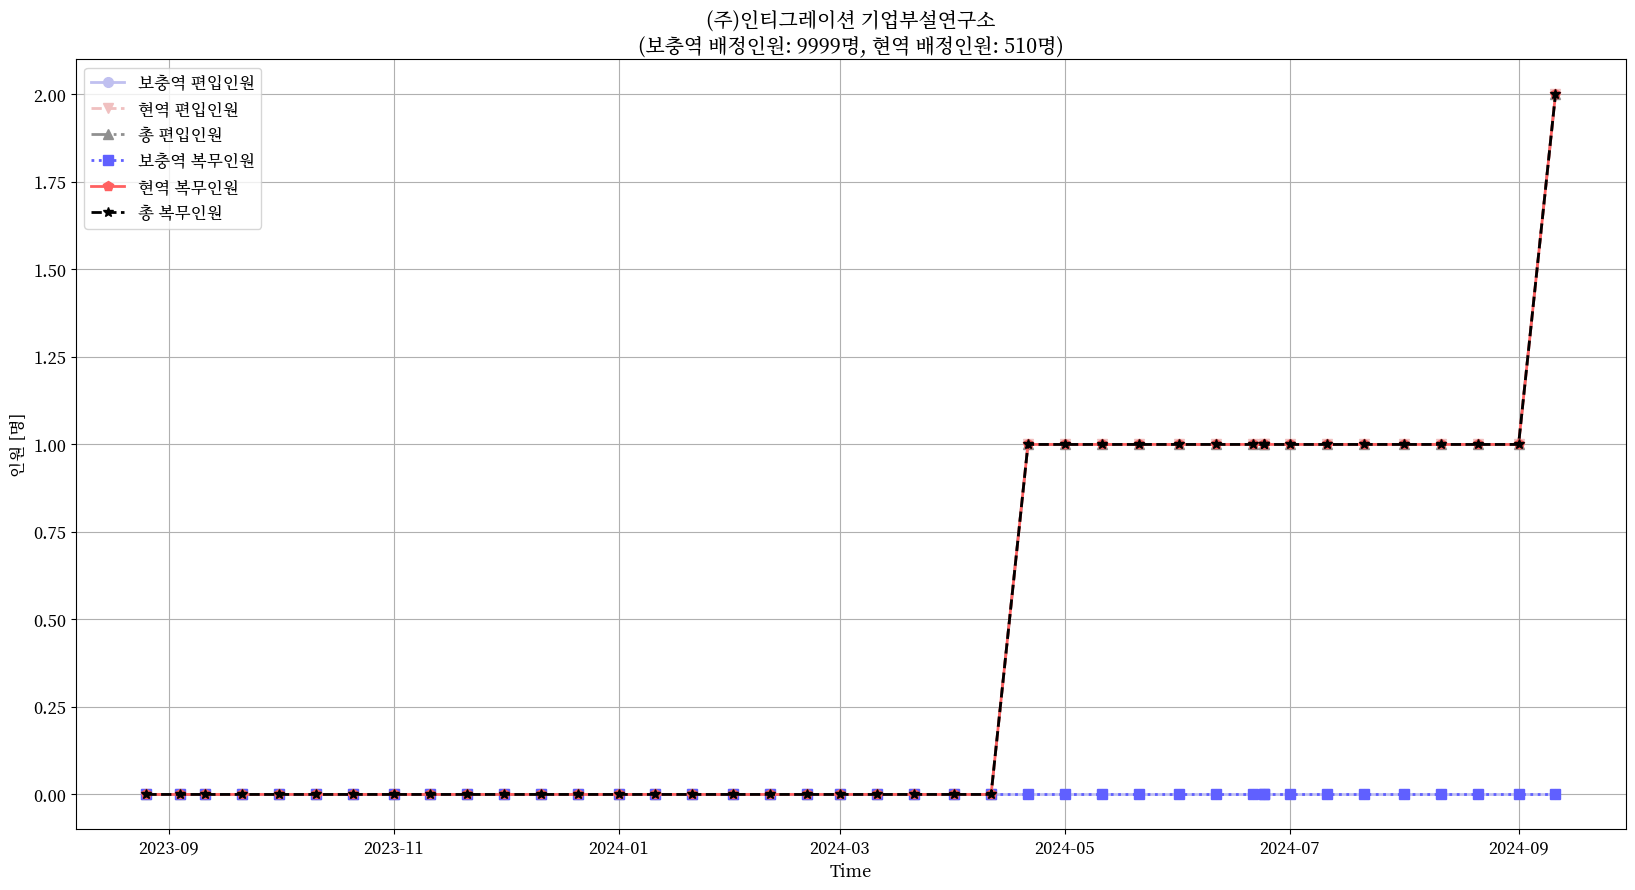 (주)인티그레이션 기업부설연구소
(보충역 배정인원: 9999명, 현역 배정인원: 510명)
보충역 편입인원
현역 편입인원
총 편입인원
보충역 복무인원
현역 복무인원
총 복무인원
인원 [명]
2.00
1.75
1.50
1.25
1.00
0.75
0.50
0.25
0.00
2023-09 2023-11 2024-01 2024-03 2024-05 2024-07 2024-09
Time